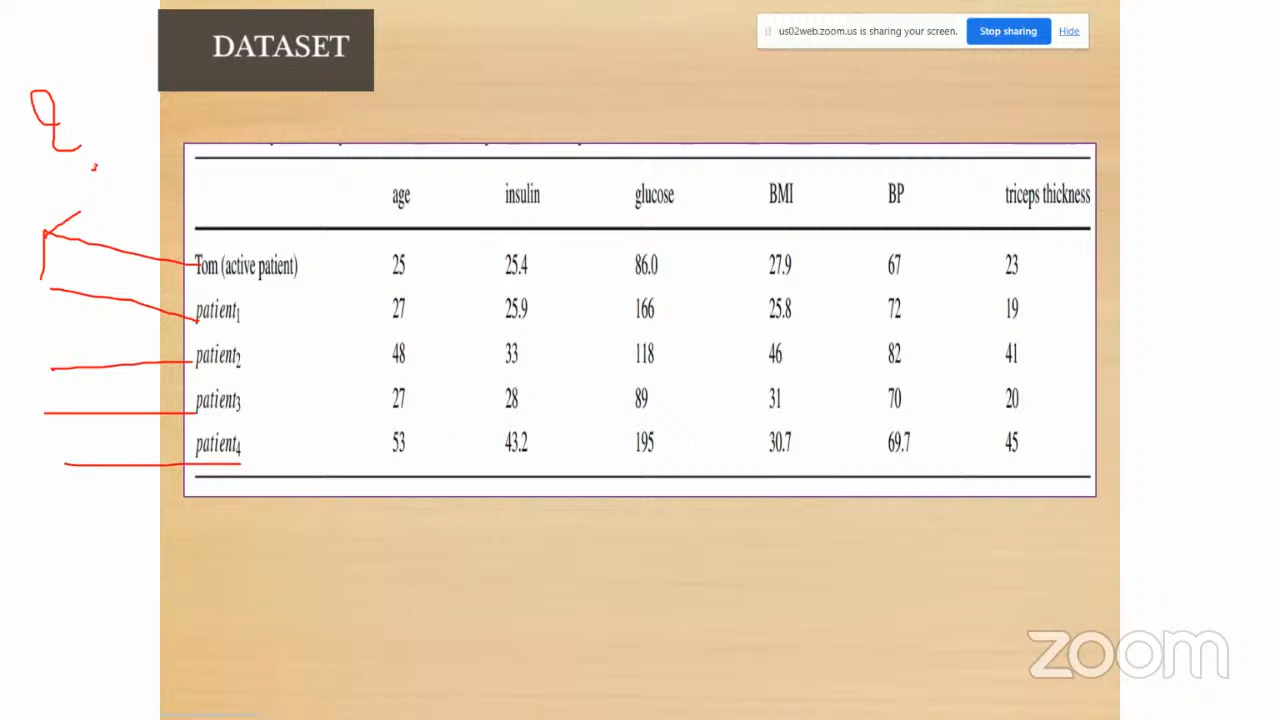 DATASET
us02web.zoom.us is sharing your screen. Stop sharing Hide
age insulin glucose BMI BP triceps thickness
Tom (active patient) 25 25.4 86.0 27.9 67 23
patient1 27 25.9 166 25.8 72 19
patient2 48 33 118 46 82 41
patient3 27 28 89 31 70 20
patient4 53 43.2 195 30.7 69.7 45
zoom